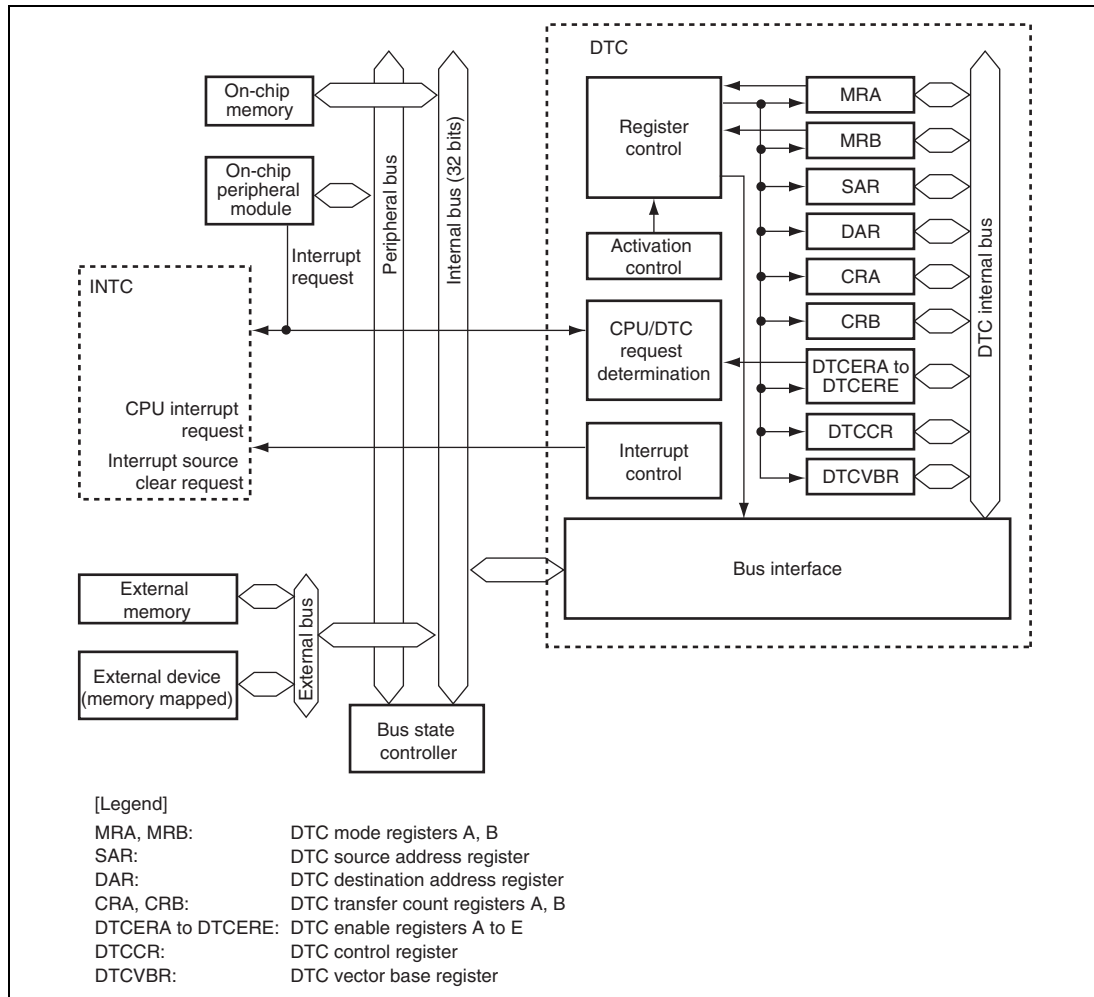 DTC
On-chip
memory
On-chip
peripheral
module
Interrupt
request
Peripheral bus
Internal bus (32 bits)
INTC
CPU interrupt
request
Interrupt source
clear request
Register
control
Activation
control
CPU/DTC
request
determination
Interrupt
control
MRA
MRB
SAR
DAR
CRA
CRB
DTCERA to
DTCERE
DTCCR
DTCVBR
DTC internal bus
Bus interface
External
memory
External device
(memory mapped)
External bus
Bus state
controller
[Legend]
MRA, MRB: DTC mode registers A, B
SAR: DTC source address register
DAR: DTC destination address register
CRA, CRB: DTC transfer count registers A, B
DTCERA to DTCERE: DTC enable registers A to E
DTCCR: DTC control register
DTCVBR: DTC vector base register